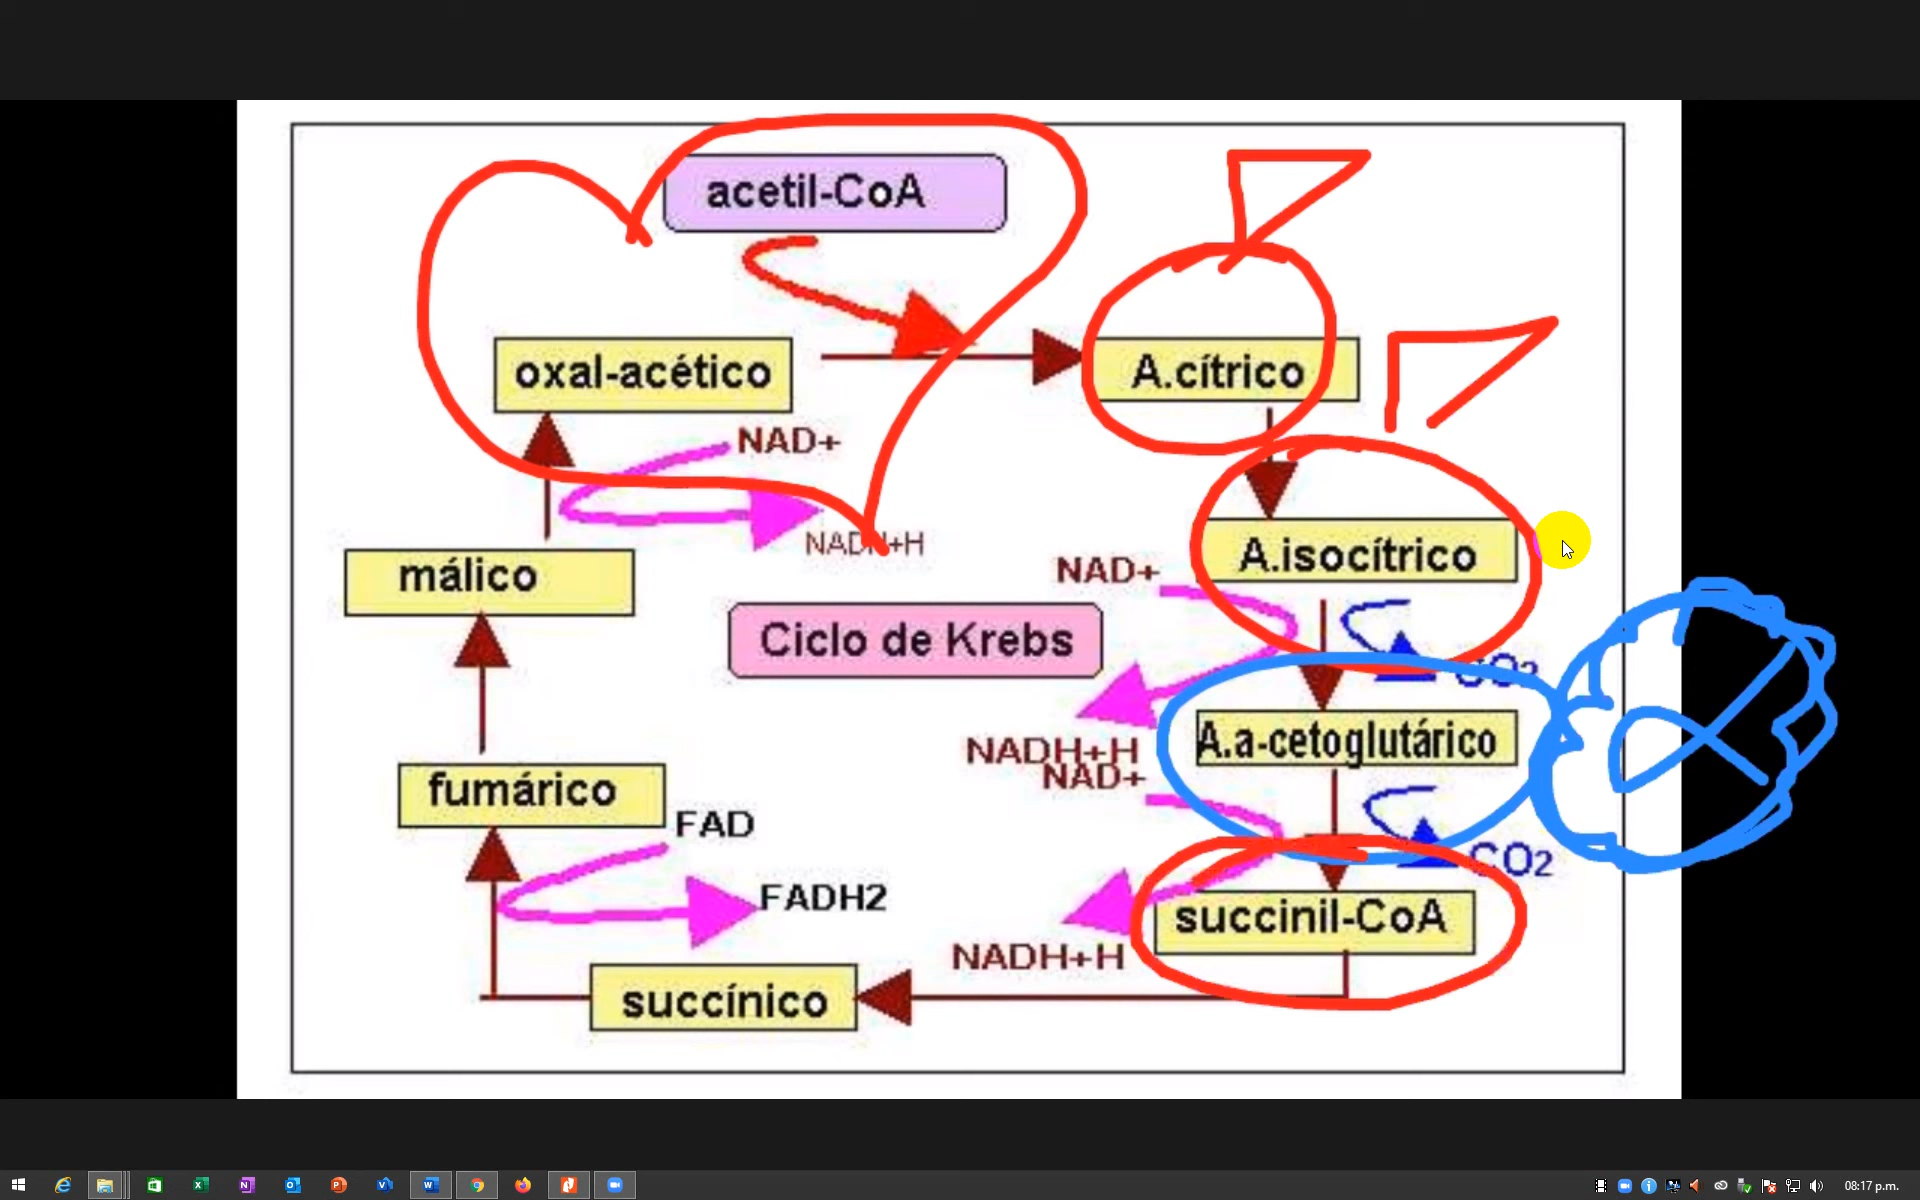 acetil-CoA
oxal-acético
A.cítrico
NAD+
NADH+H
málico
A.isocítrico
NAD+
CO2
Ciclo de Krebs
A.a-cetoglutárico
NADH+H
NAD+
fumárico
FAD
CO2
FADH2
succinil-CoA
NADH+H
succínico
08:17 p.m.